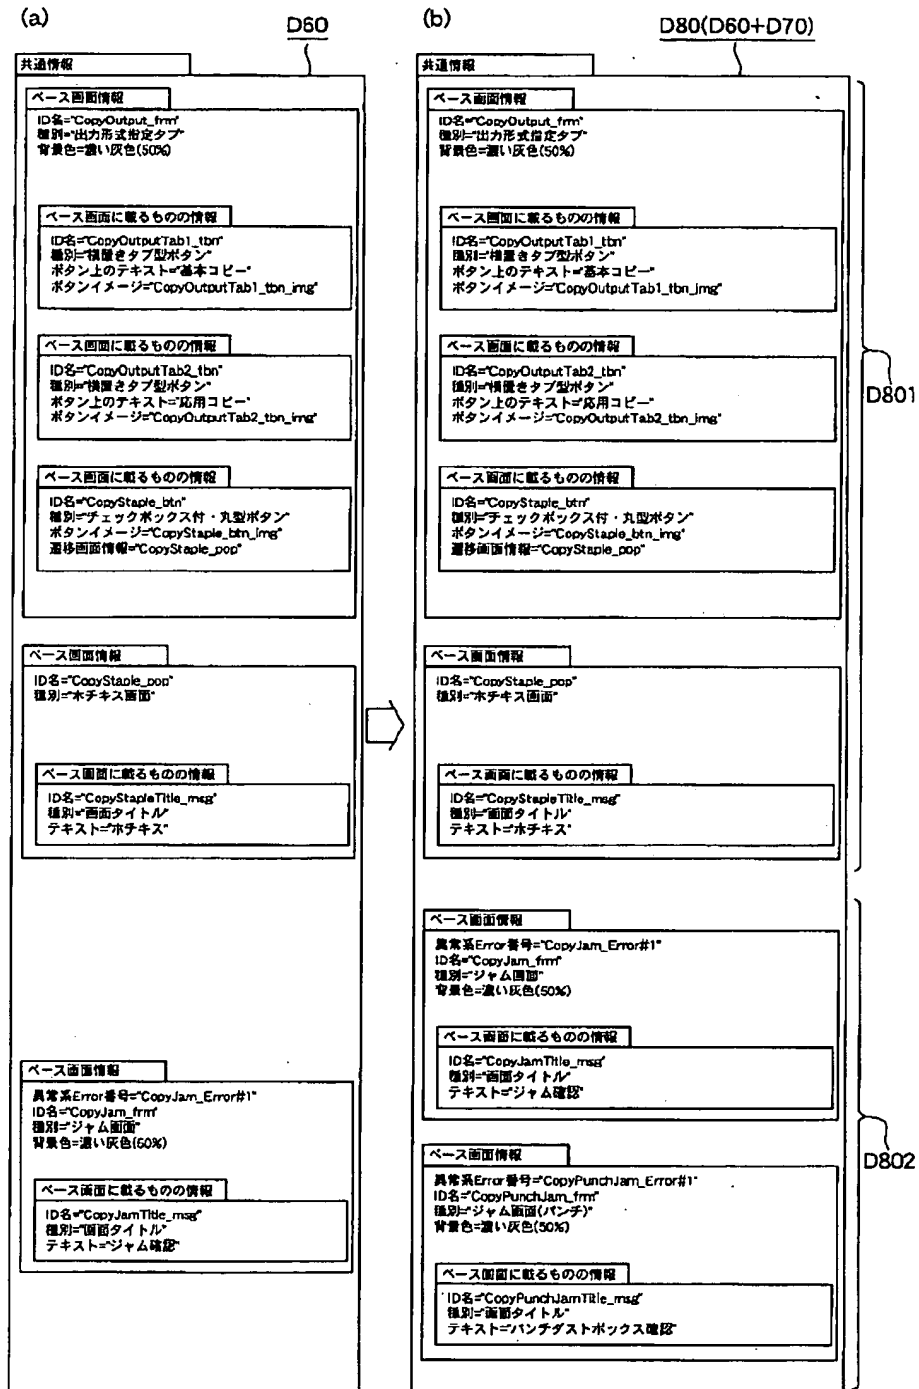 (a)
D60
共通情報
ベース画面情報
ID名="CopyOutput_frm"
種別="出力形式指定タブ"
背景色=濃い灰色(50%)
ベース画面に載るものの情報
ID名="CopyOutputTab1_tbn"
種別="横置きタブ型ボタン"
ボタン上のテキスト="基本コピー"
ボタンイメージ="CopyOutputTab1_tbn_img"
ベース画面に載るものの情報
ID名="CopyOutputTab2_tbn"
種別="横置きタブ型ボタン"
ボタン上のテキスト="応用コピー"
ボタンイメージ="CopyOutputTab2_tbn_img"
ベース画面に載るものの情報
ID名="CopyStaple_btn"
種別="チェックボックス付・丸型ボタン"
ボタンイメージ="CopyStaple_btn_img"
遷移画面情報="CopyStaple_pop"
ベース画面情報
ID名="CopyStaple_pop"
種別="ホチキス画面"
ベース画面に載るものの情報
ID名="CopyStapleTitle_msg"
種別="画面タイトル"
テキスト="ホチキス"
ベース画面情報
異常系Error番号="CopyJam_Error#1"
ID名="CopyJam_frm"
種別="ジャム画面"
背景色=濃い灰色(50%)
ベース画面に載るものの情報
ID名="CopyJamTitle_msg"
種別="画面タイトル"
テキスト="ジャム確認"
(b)
D80(D60+D70)
共通情報
ベース画面情報
ID名="CopyOutput_frm"
種別="出力形式指定タブ"
背景色=濃い灰色(50%)
ベース画面に載るものの情報
ID名="CopyOutputTab1_tbn"
種別="横置きタブ型ボタン"
ボタン上のテキスト="基本コピー"
ボタンイメージ="CopyOutputTab1_tbn_img"
ベース画面に載るものの情報
ID名="CopyOutputTab2_tbn"
種別="横置きタブ型ボタン"
ボタン上のテキスト="応用コピー"
ボタンイメージ="CopyOutputTab2_tbn_img"
ベース画面に載るものの情報
ID名="CopyStaple_btn"
種別="チェックボックス付・丸型ボタン"
ボタンイメージ="CopyStaple_btn_img"
遷移画面情報="CopyStaple_pop"
ベース画面情報
ID名="CopyStaple_pop"
種別="ホチキス画面"
ベース画面に載るものの情報
ID名="CopyStapleTitle_msg"
種別="画面タイトル"
テキスト="ホチキス"
D801
ベース画面情報
異常系Error番号="CopyJam_Error#1"
ID名="CopyJam_frm"
種別="ジャム画面"
背景色=濃い灰色(50%)
ベース画面に載るものの情報
ID名="CopyJamTitle_msg"
種別="画面タイトル"
テキスト="ジャム確認"
ベース画面情報
異常系Error番号="CopyPunchJam_Error#1"
ID名="CopyPunchJam_frm"
種別="ジャム画面(パンチ)"
背景色=濃い灰色(50%)
ベース画面に載るものの情報
ID名="CopyPunchJamTitle_msg"
種別="画面タイトル"
テキスト="パンチダストボックス確認"
D802